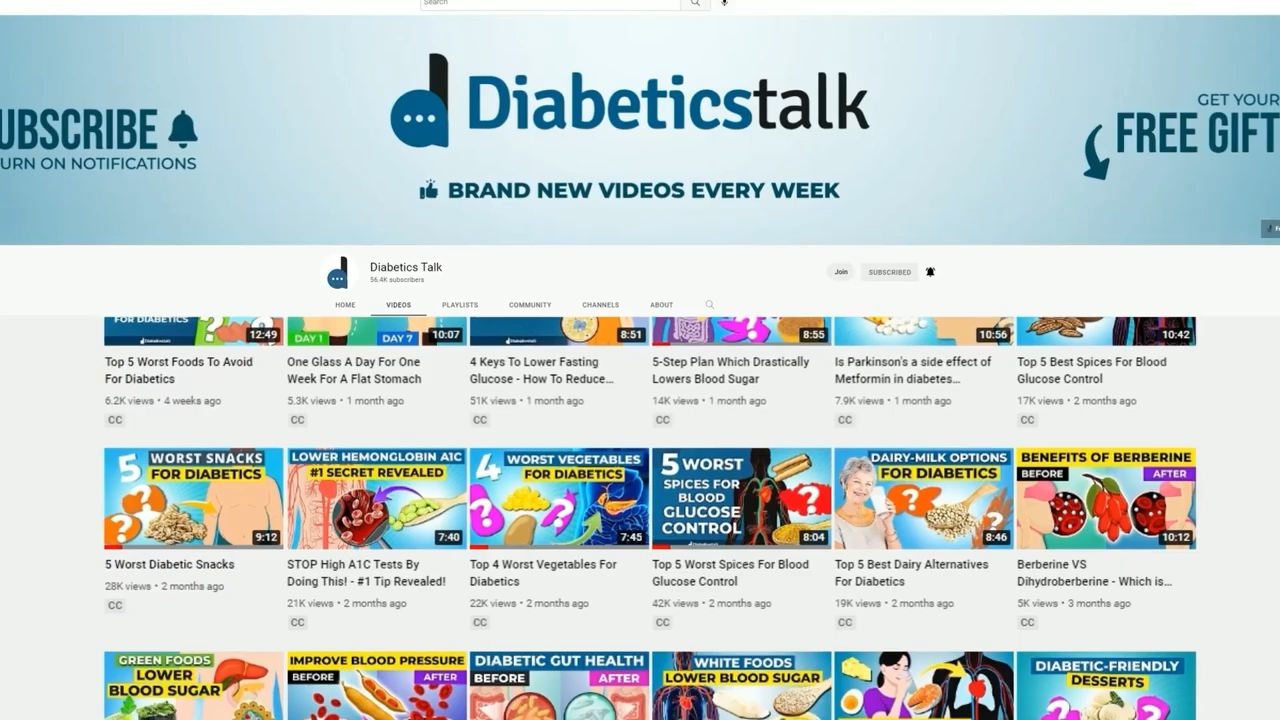 Search
UBSCRIBE
URN ON NOTIFICATIONS
Diabeticstalk
BRAND NEW VIDEOS EVERY WEEK
GET YOUR
FREE GIFT
Diabetics Talk
56.4K subscribers
Join
SUBSCRIBED
HOME
VIDEOS
PLAYLISTS
COMMUNITY
CHANNELS
ABOUT
FOR DIABETICS
12:49
DAY 1
DAY 7
10:07
8:51
8:55
10:56
10:42
Top 5 Worst Foods To Avoid
For Diabetics
6.2K views • 4 weeks ago
CC
One Glass A Day For One
Week For A Flat Stomach
5.3K views • 1 month ago
CC
4 Keys To Lower Fasting
Glucose - How To Reduce...
51K views • 1 month ago
CC
5-Step Plan Which Drastically
Lowers Blood Sugar
14K views • 1 month ago
CC
Is Parkinson's a side effect of
Metformin in diabetes...
7.9K views • 1 month ago
CC
Top 5 Best Spices For Blood
Glucose Control
17K views • 2 months ago
CC
5 WORST SNACKS
FOR DIABETICS
9:12
LOWER HEMONGLOBIN A1C
#1 SECRET REVEALED
7:40
4 WORST VEGETABLES
FOR DIABETICS
7:45
5 WORST
SPICES FOR
BLOOD
GLUCOSE
CONTROL
8:04
DAIRY-MILK OPTIONS
FOR DIABETICS
8:46
BENEFITS OF BERBERINE
BEFORE
AFTER
10:12
5 Worst Diabetic Snacks
28K views • 2 months ago
CC
STOP High A1C Tests By
Doing This! - #1 Tip Revealed!
21K views • 2 months ago
CC
Top 4 Worst Vegetables For
Diabetics
22K views • 2 months ago
CC
Top 5 Worst Spices For Blood
Glucose Control
42K views • 2 months ago
CC
Top 5 Best Dairy Alternatives
For Diabetics
19K views • 2 months ago
CC
Berberine VS
Dihydroberberine - Which is...
5K views • 3 months ago
CC
GREEN FOODS
LOWER
BLOOD SUGAR
IMPROVE BLOOD PRESSURE
BEFORE
AFTER
DIABETIC GUT HEALTH
BEFORE
AFTER
WHITE FOODS
LOWER BLOOD SUGAR
DIABETIC-FRIENDLY
DESSERTS